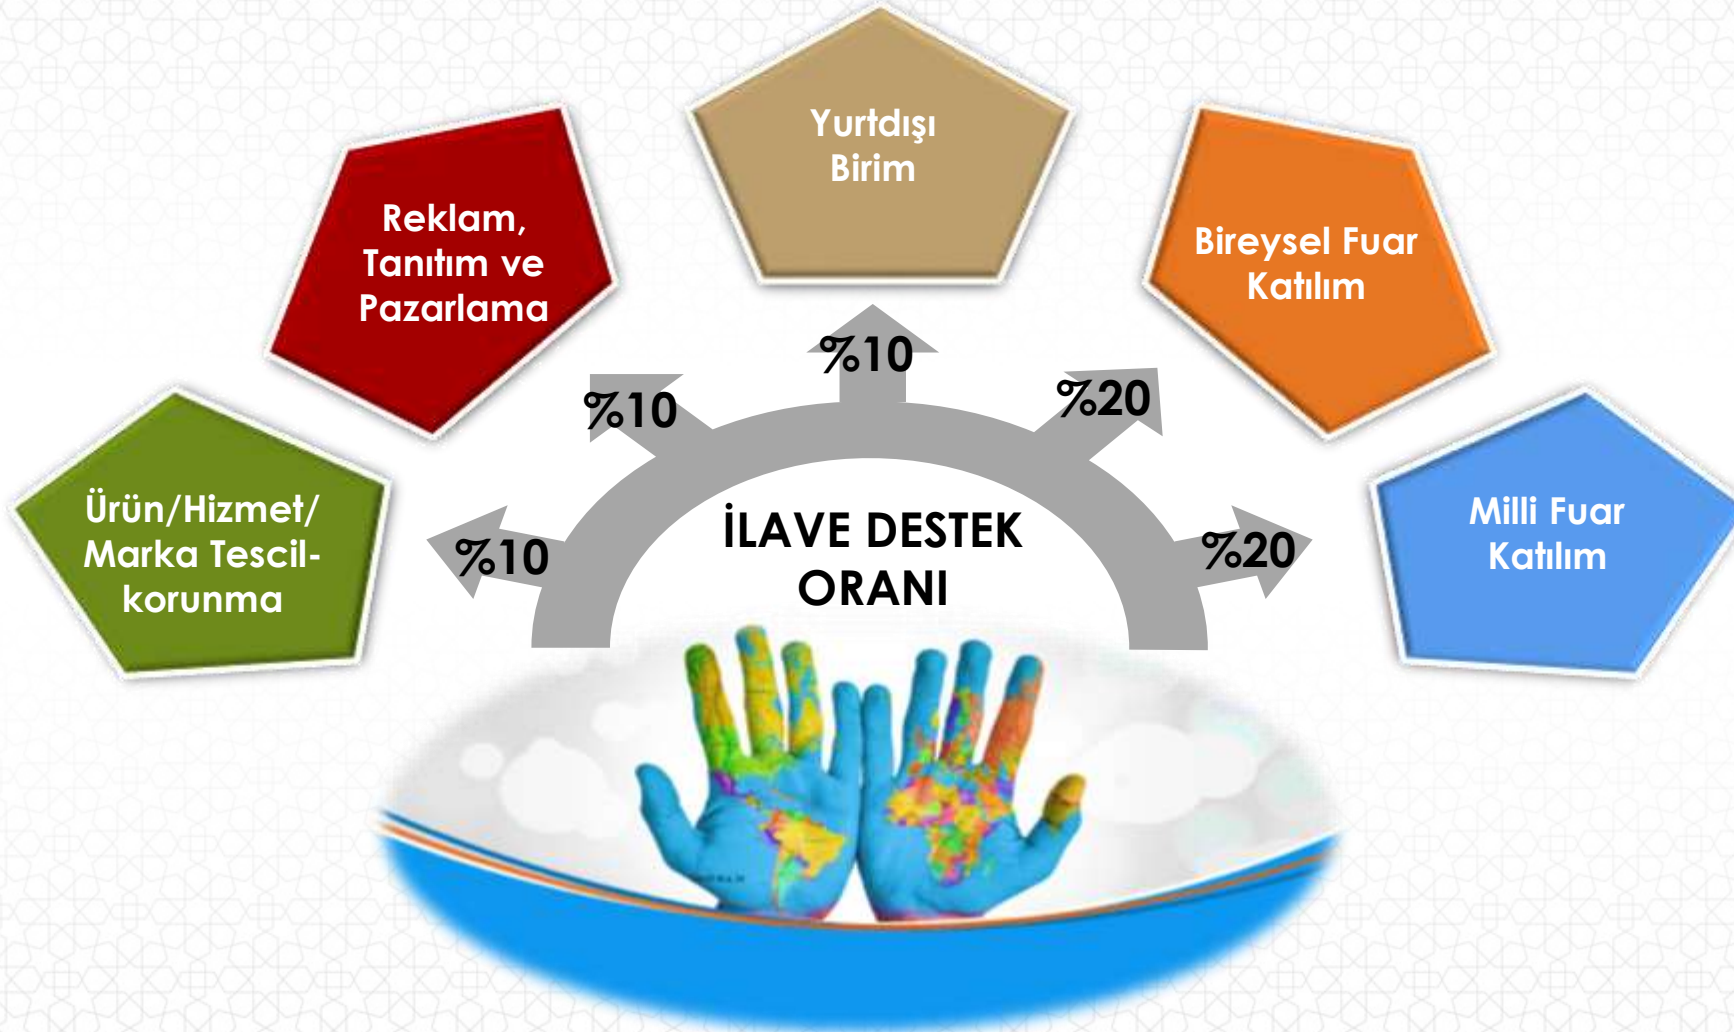 Yurtdışı
Birim
Reklam,
Tanıtım ve
Pazarlama
Bireysel Fuar
Katılım
Ürün/Hizmet/
Marka Tescil-
korunma
Milli Fuar
Katılım
%10
%10
%10
%20
%20
İLAVE DESTEK
ORANI